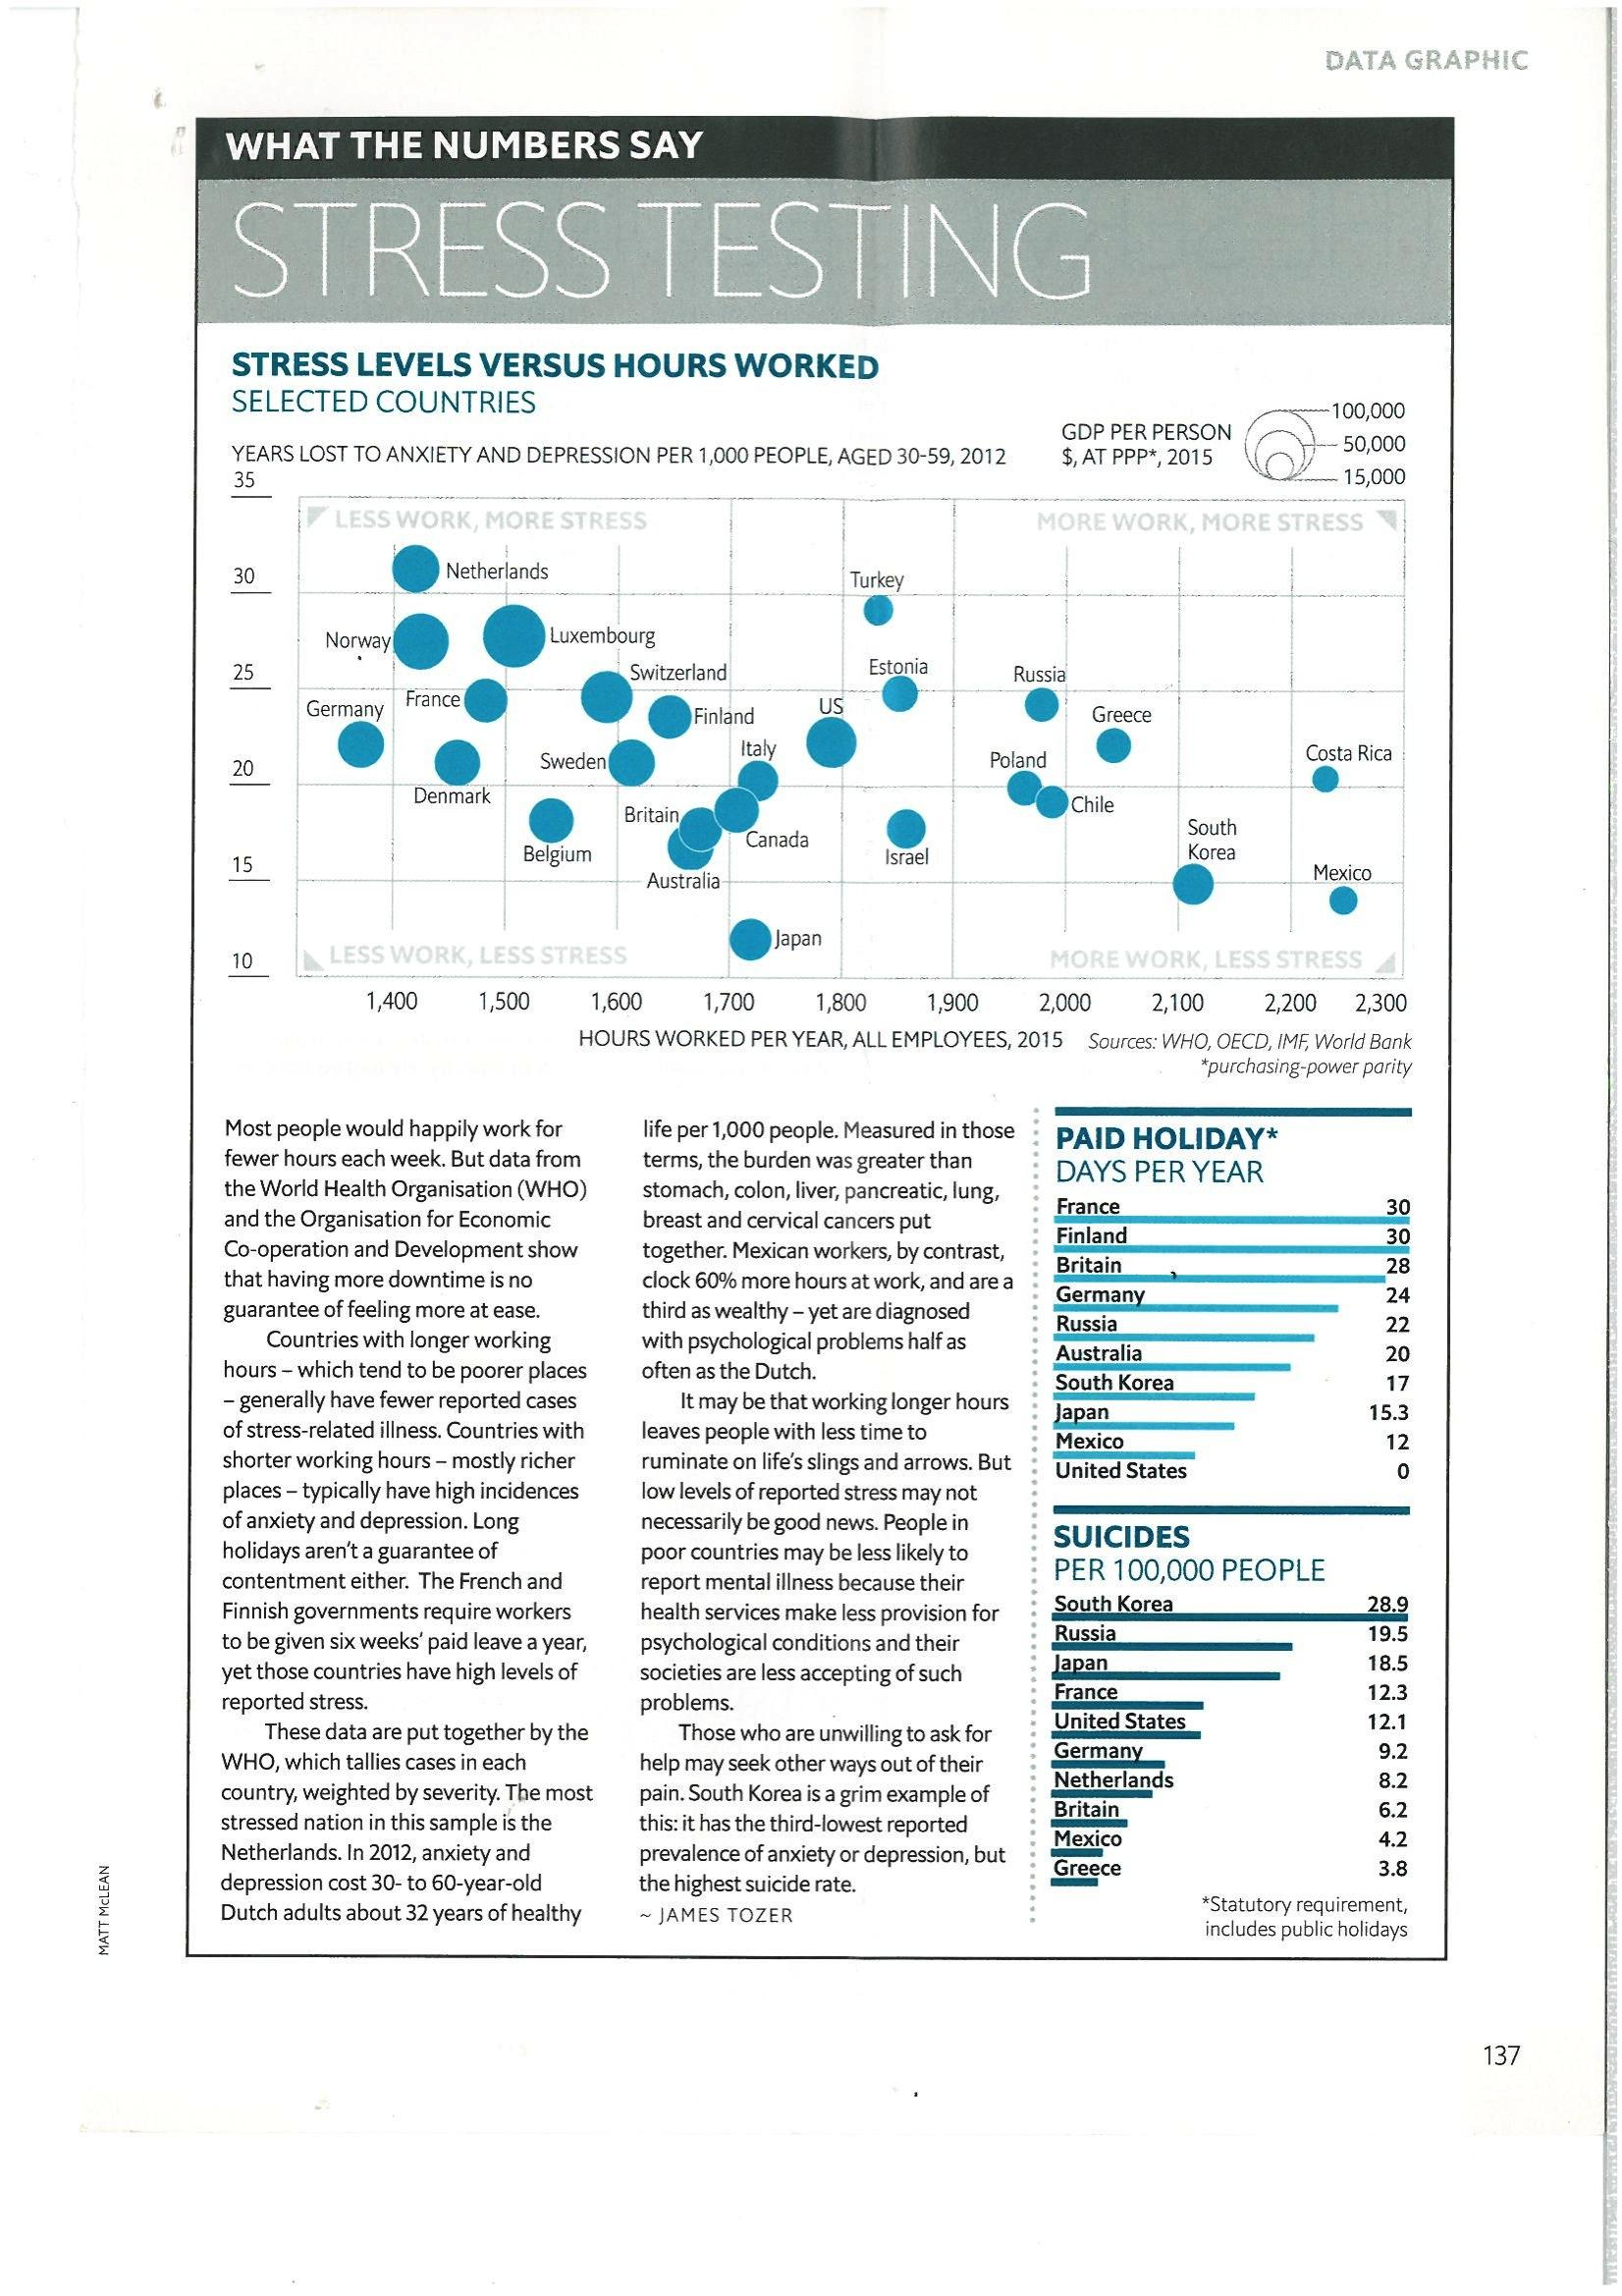 DATA GRAPHIC
WHAT THE NUMBERS SAY
STRESS TESTING
STRESS LEVELS VERSUS HOURS WORKED
SELECTED COUNTRIES
YEARS LOST TO ANXIETY AND DEPRESSION PER 1,000 PEOPLE, AGED 30-59, 2012
GDP PER PERSON
$, AT PPP*, 2015
100,000
50,000
15,000
35
30
25
20
15
10
LESS WORK, MORE STRESS
MORE WORK, MORE STRESS
Netherlands
Turkey
Norway
Luxembourg
Switzerland
Estonia
Russia
France
Germany
Finland
US
Greece
Sweden
Italy
Poland
Costa Rica
Denmark
Britain
Chile
Canada
South
Korea
Belgium
Israel
Australia
Mexico
Japan
LESS WORK, LESS STRESS
MORE WORK, LESS STRESS
1,400
1,500
1,600
1,700
1,800
1,900
2,000
2,100
2,200
2,300
HOURS WORKED PER YEAR, ALL EMPLOYEES, 2015
Sources: WHO, OECD, IMF, World Bank
*purchasing-power parity
Most people would happily work for
fewer hours each week. But data from
the World Health Organisation (WHO)
and the Organisation for Economic
Co-operation and Development show
that having more downtime is no
guarantee of feeling more at ease.
Countries with longer working
hours – which tend to be poorer places
– generally have fewer reported cases
of stress-related illness. Countries with
shorter working hours – mostly richer
places – typically have high incidences
of anxiety and depression. Long
holidays aren't a guarantee of
contentment either. The French and
Finnish governments require workers
to be given six weeks' paid leave a year,
yet those countries have high levels of
reported stress.
These data are put together by the
WHO, which tallies cases in each
country, weighted by severity. The most
stressed nation in this sample is the
Netherlands. In 2012, anxiety and
depression cost 30- to 60-year-old
Dutch adults about 32 years of healthy
life per 1,000 people. Measured in those
terms, the burden was greater than
stomach, colon, liver, pancreatic, lung,
breast and cervical cancers put
together. Mexican workers, by contrast,
clock 60% more hours at work, and are a
third as wealthy – yet are diagnosed
with psychological problems half as
often as the Dutch.
It may be that working longer hours
leaves people with less time to
ruminate on life's slings and arrows. But
low levels of reported stress may not
necessarily be good news. People in
poor countries may be less likely to
report mental illness because their
health services make less provision for
psychological conditions and their
societies are less accepting of such
problems.
Those who are unwilling to ask for
help may seek other ways out of their
pain. South Korea is a grim example of
this: it has the third-lowest reported
prevalence of anxiety or depression, but
the highest suicide rate.
~ JAMES TOZER
PAID HOLIDAY*
DAYS PER YEAR
France 30
Finland 30
Britain 28
Germany 24
Russia 22
Australia 20
South Korea 17
Japan 15.3
Mexico 12
United States 0
SUICIDES
PER 100,000 PEOPLE
South Korea 28.9
Russia 19.5
Japan 18.5
France 12.3
United States 12.1
Germany 9.2
Netherlands 8.2
Britain 6.2
Mexico 4.2
Greece 3.8
*Statutory requirement,
includes public holidays
MATT McLEAN
137